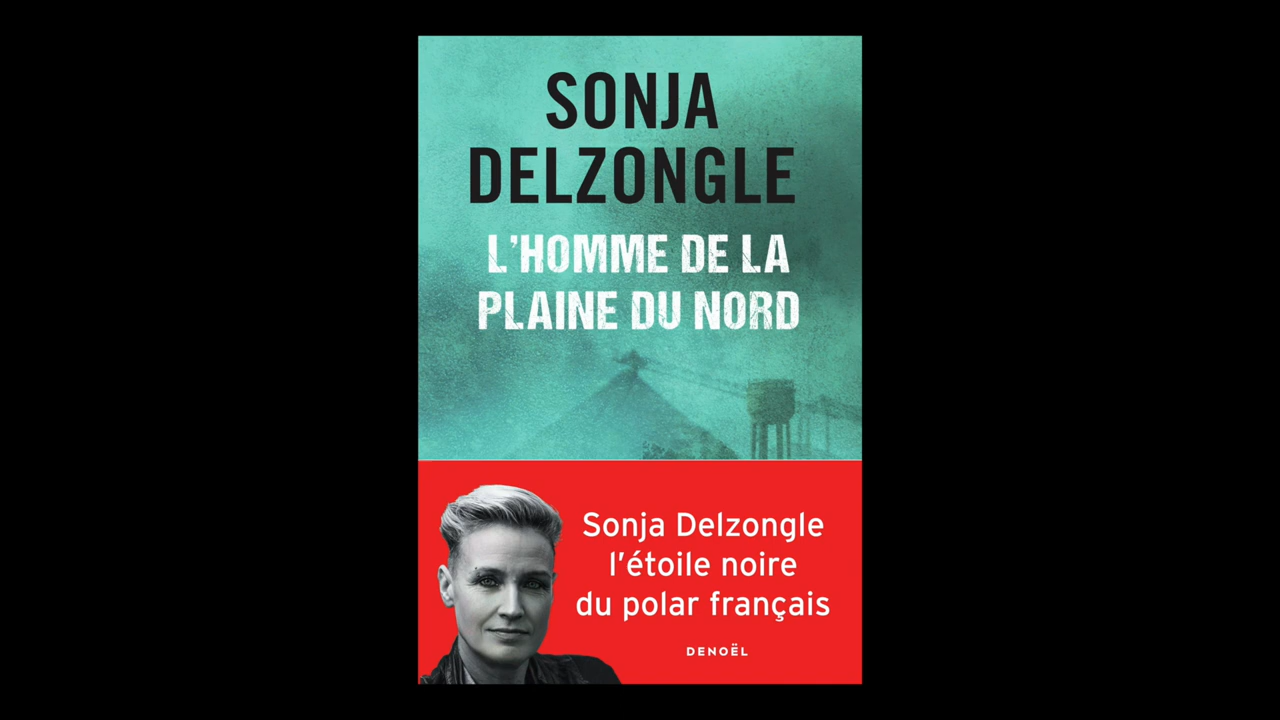 SONJA
DELZONGLE
L'HOMME DE LA
PLAINE DU NORD
Sonja Delzongle
l'étoile noire
du polar français
DENOËL